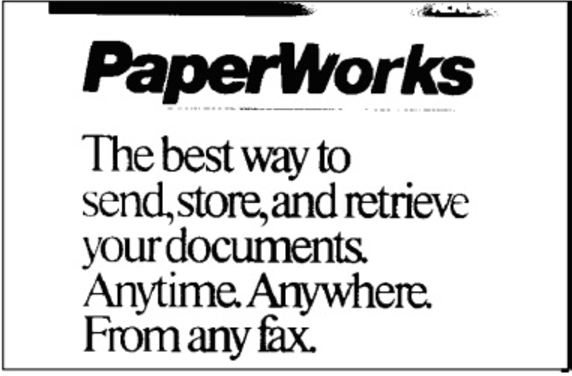 PaperWorks
The best way to
send, store, and retrieve
your documents.
Anytime. Anywhere.
From any fax.